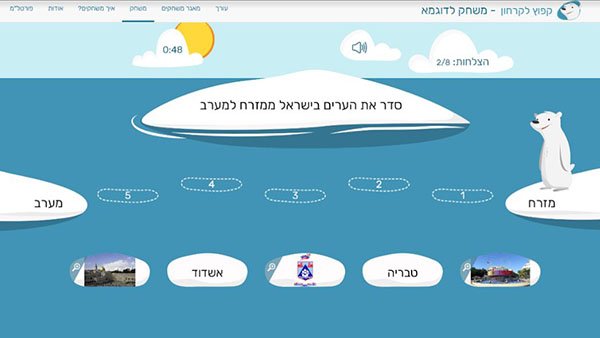 קפוץ לקרחון - משחק לדוגמא
עורך
מאגר משחקים
משחק
איך משחקים?
אודות
פורטל"מ
הצלחות: 2/8
0:48
סדר את הערים בישראל ממזרח למערב
מזרח
1
2
3
4
5
מערב
טבריה
אשדוד